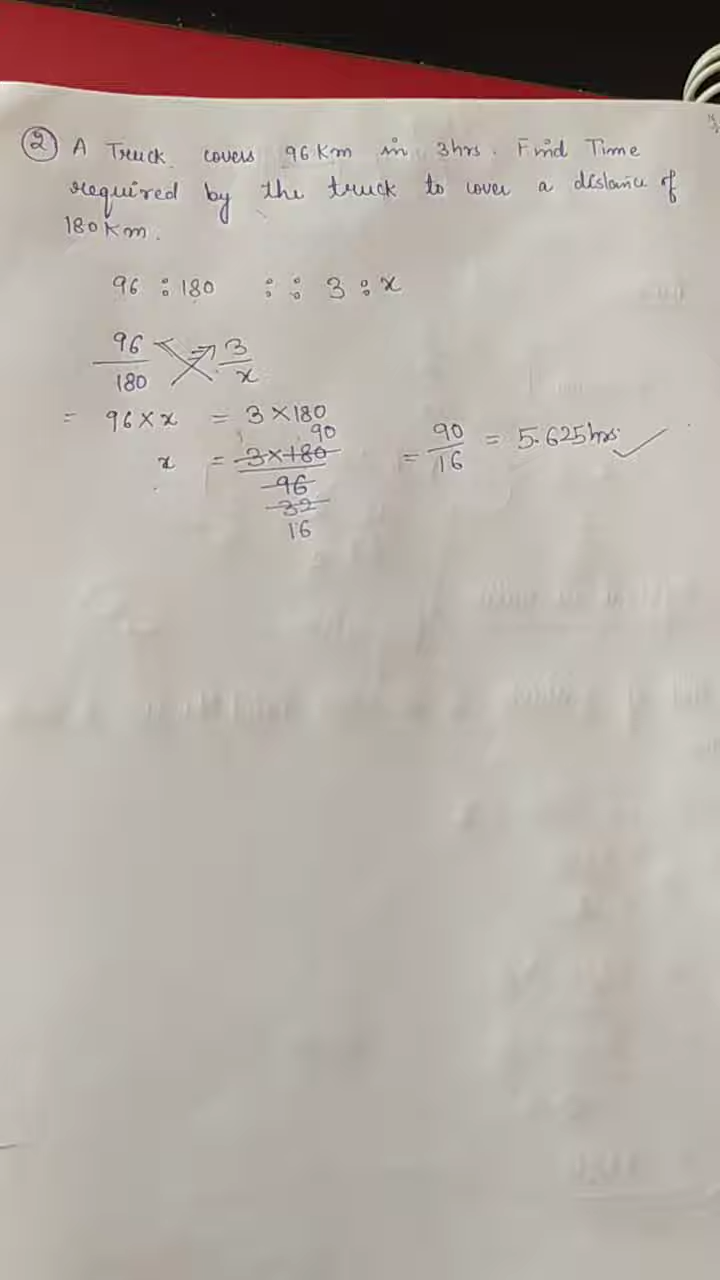 ② A Truck covers 96 Km in 3hrs. Find Time
required by the truck to cover a distance of
180 Km.
96 : 180 :: 3 : x
96/180 3/x
= 96 × x = 3 × 180
x = 3×180/96 90 32 16 = 90/16 = 5.625 hrs. ✓